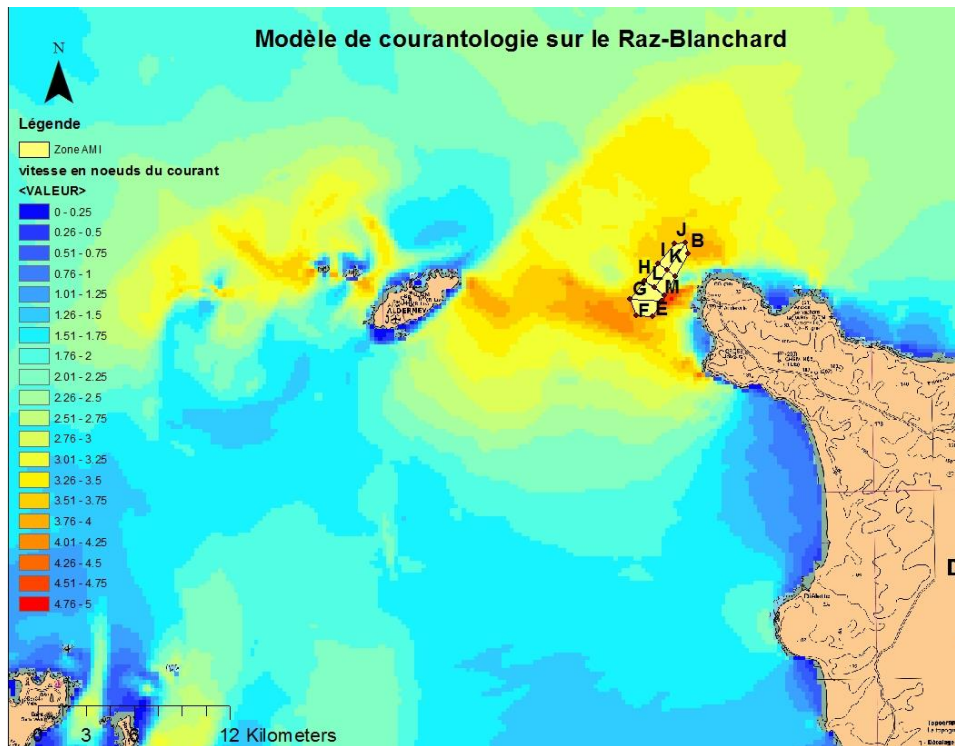 Modèle de courantologie sur le Raz-Blanchard
N
Légende
Zone AMI
vitesse en noeuds du courant
<VALEUR>
0 - 0.25
0.26 - 0.5
0.51 - 0.75
0.76 - 1
1.01 - 1.25
1.26 - 1.5
1.51 - 1.75
1.76 - 2
2.01 - 2.25
2.26 - 2.5
2.51 - 2.75
2.76 - 3
3.01 - 3.25
3.26 - 3.5
3.51 - 3.75
3.76 - 4
4.01 - 4.25
4.26 - 4.5
4.51 - 4.75
4.76 - 5
J
I
B
H
K
L
G
M
E
F
ALDERNEY
D
0
3
6
12 Kilometers